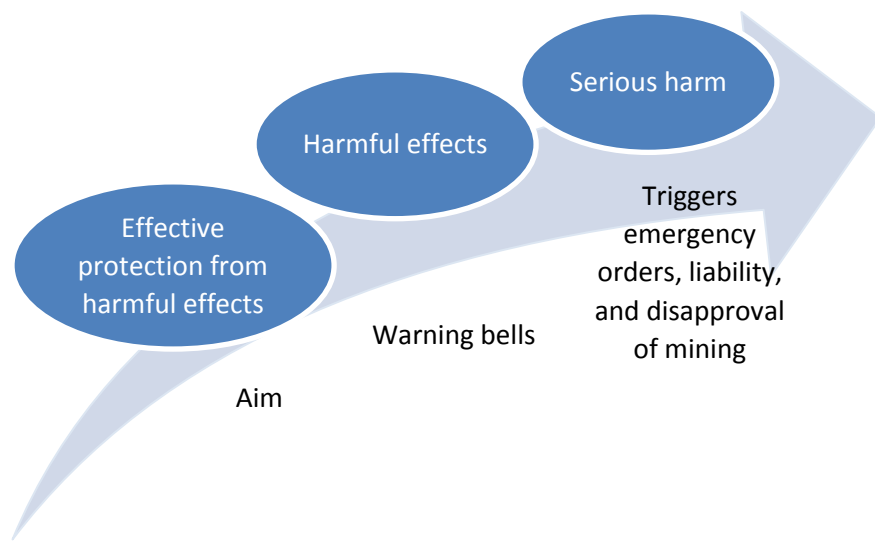 Serious harm
Harmful effects
Effective
protection from
harmful effects
Triggers
emergency
orders, liability,
and disapproval
of mining
Warning bells
Aim